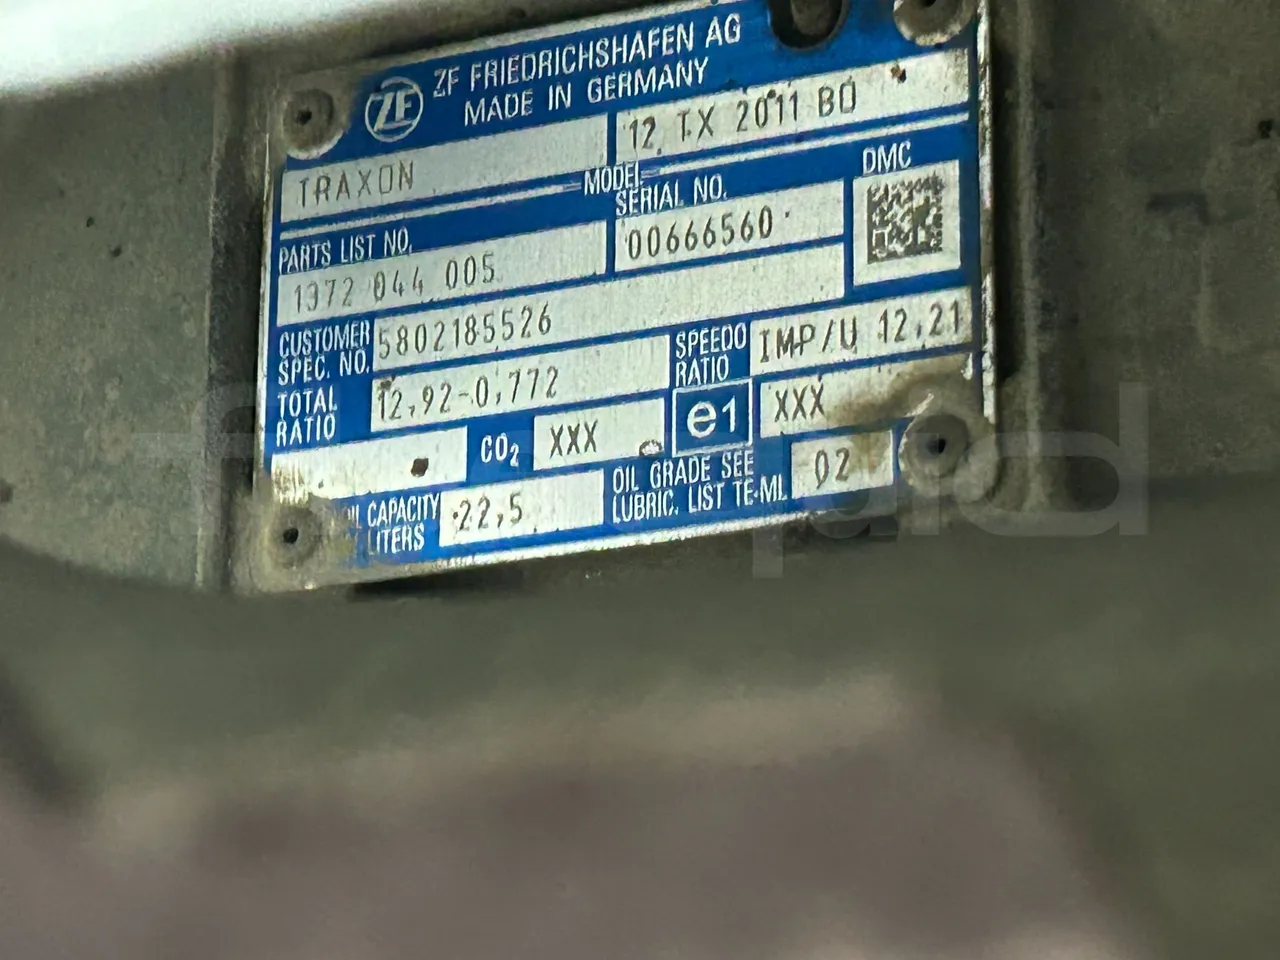 ZF FRIEDRICHSHAFEN AG
MADE IN GERMANY
TRAXON
MODEL
12 TX 2011 BO
PARTS LIST NO.
1372 044 005
SERIAL NO.
00666560
DMC
CUSTOMER SPEC. NO.
5802185526
TOTAL RATIO
12,92-0,772
SPEEDO RATIO
IMP/U 12,21
CO₂
XXX
e1
XXX
CAPACITY LITERS
22,5
OIL GRADE SEE
LUBRIC. LIST TE-ML
02